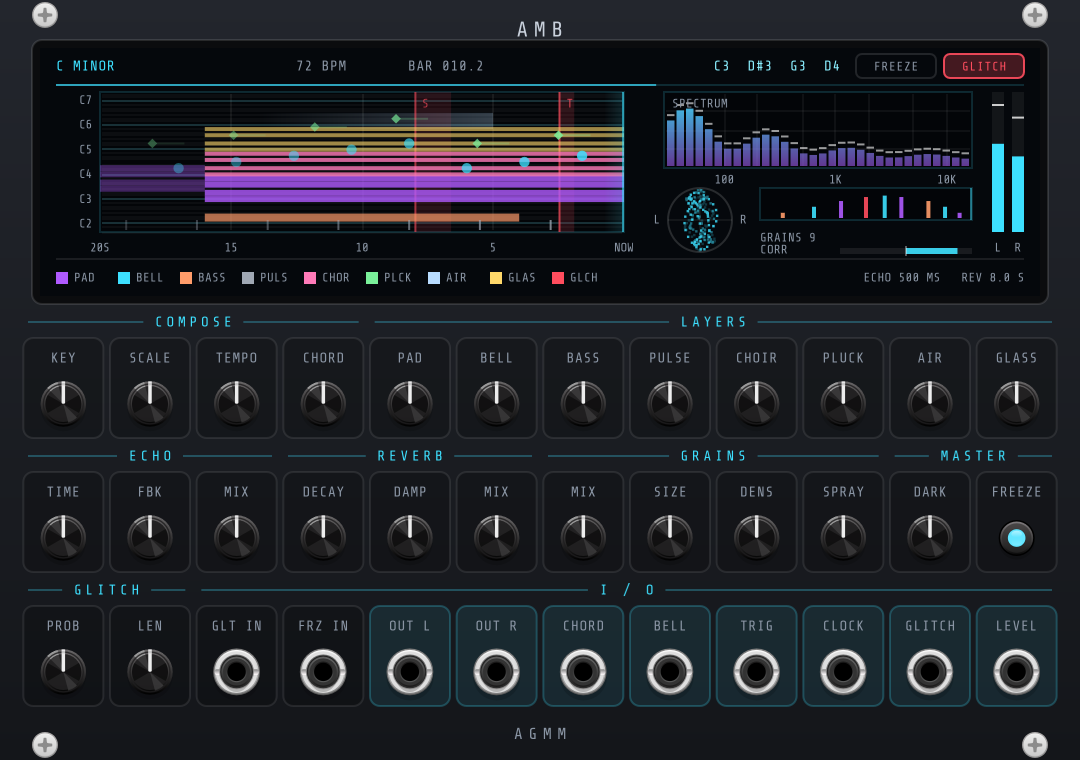 AMB
C MINOR 72 BPM BAR 010.2 C3 D#3 G3 D4 FREEZE GLITCH
C7
C6
C5
C4
C3
C2
S T
20S 15 10 5 NOW
SPECTRUM
100 1K 10K
L R
GRAINS 9
CORR
L R
PAD BELL BASS PULS CHOR PLCK AIR GLAS GLCH ECHO 500 MS REV 8.0 S
COMPOSE LAYERS
KEY SCALE TEMPO CHORD PAD BELL BASS PULSE CHOIR PLUCK AIR GLASS
ECHO REVERB GRAINS MASTER
TIME FBK MIX DECAY DAMP MIX MIX SIZE DENS SPRAY DARK FREEZE
GLITCH I / O
PROB LEN GLT IN FRZ IN OUT L OUT R CHORD BELL TRIG CLOCK GLITCH LEVEL
AGMM